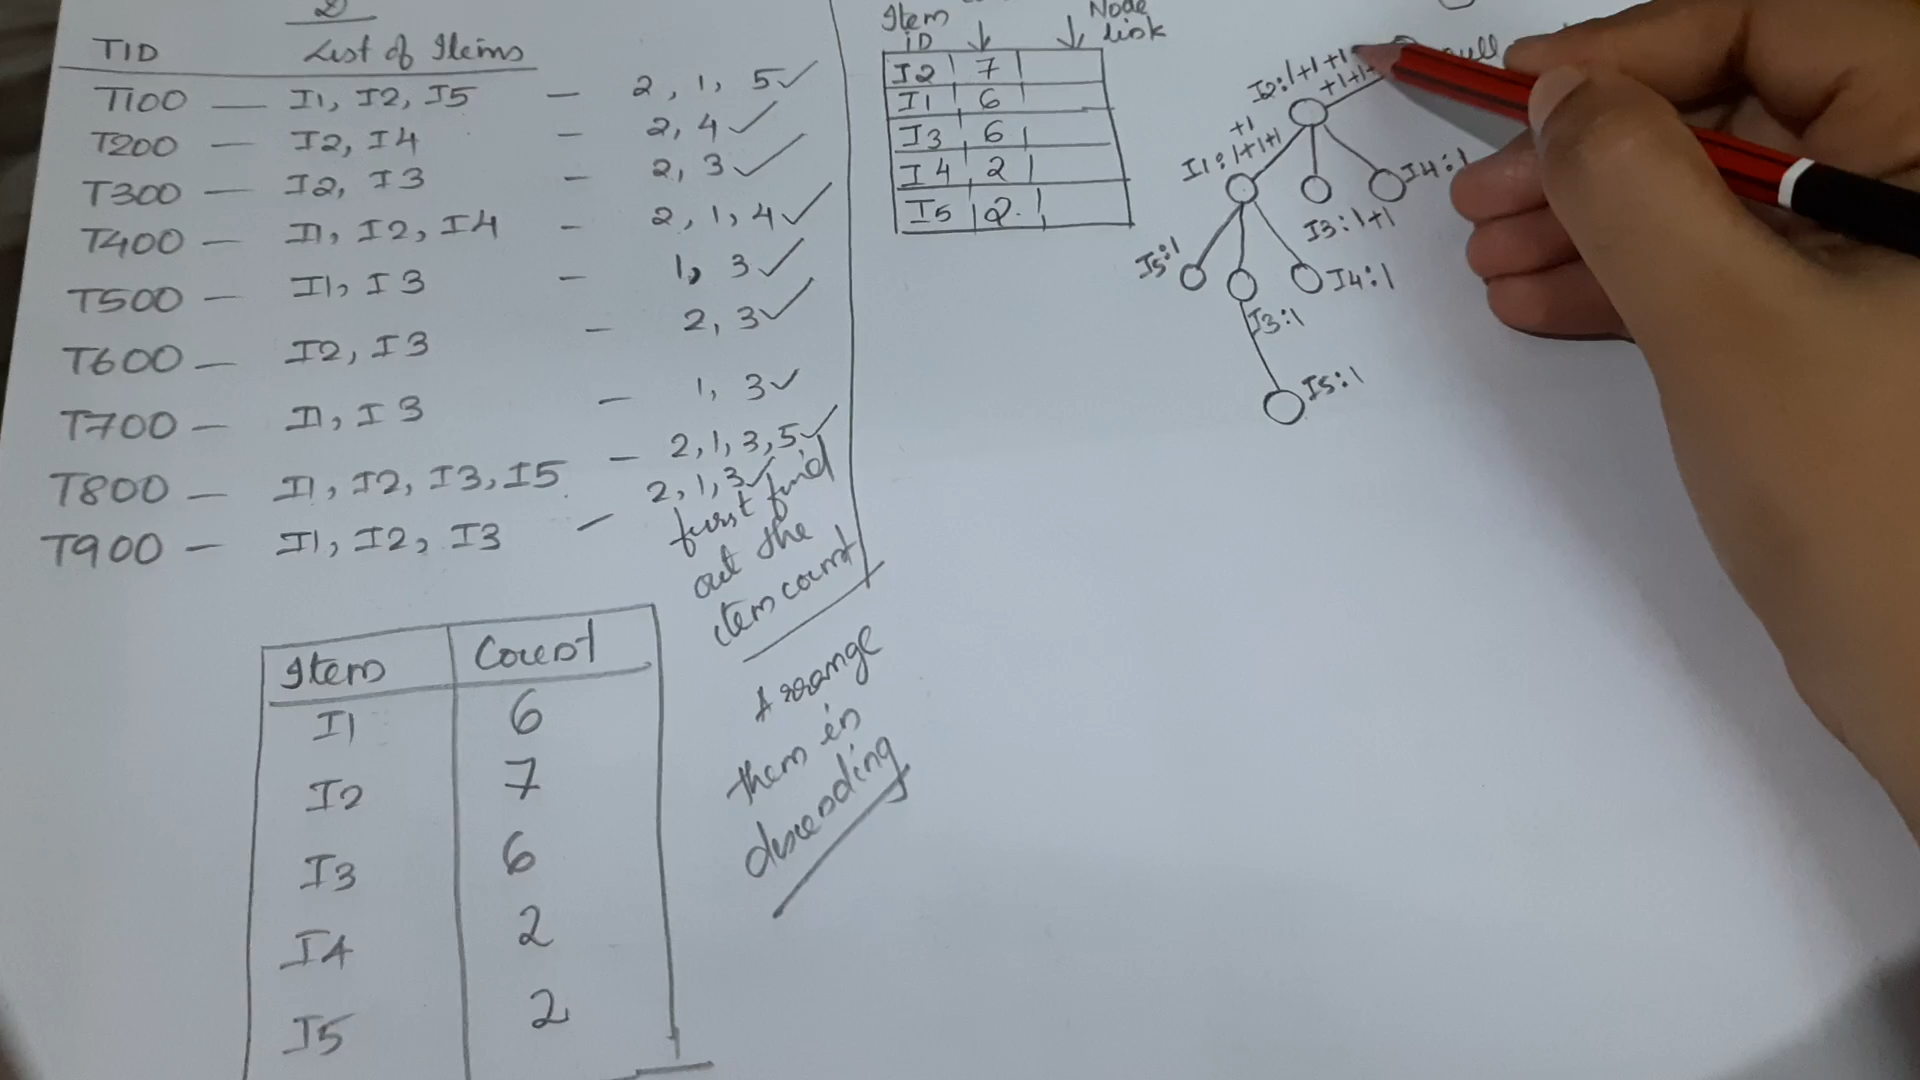 D
TID List of Items
T100 — I1, I2, I5 — 2, 1, 5 ✓
T200 — I2, I4 — 2, 4 ✓
T300 — I2, I3 — 2, 3 ✓
T400 — I1, I2, I4 — 2, 1, 4 ✓
T500 — I1, I3 — 1, 3 ✓
T600 — I2, I3 — 2, 3 ✓
T700 — I1, I3 — 1, 3 ✓
T800 — I1, I2, I3, I5 — 2, 1, 3, 5 ✓
T900 — I1, I2, I3 — 2, 1, 3 ✓
first find
out the
item count
Arrange
them in
descending
Item Count
I1 6
I2 7
I3 6
I4 2
I5 2
Item
ID
Node
link
I2 7
I1 6
I3 6
I4 2
I5 2
null
I2:1+1+1
+1+1+
+1
I1:1+1+1
I3:1+1
I4:1
I5:1
I3:1
I4:1
I5:1